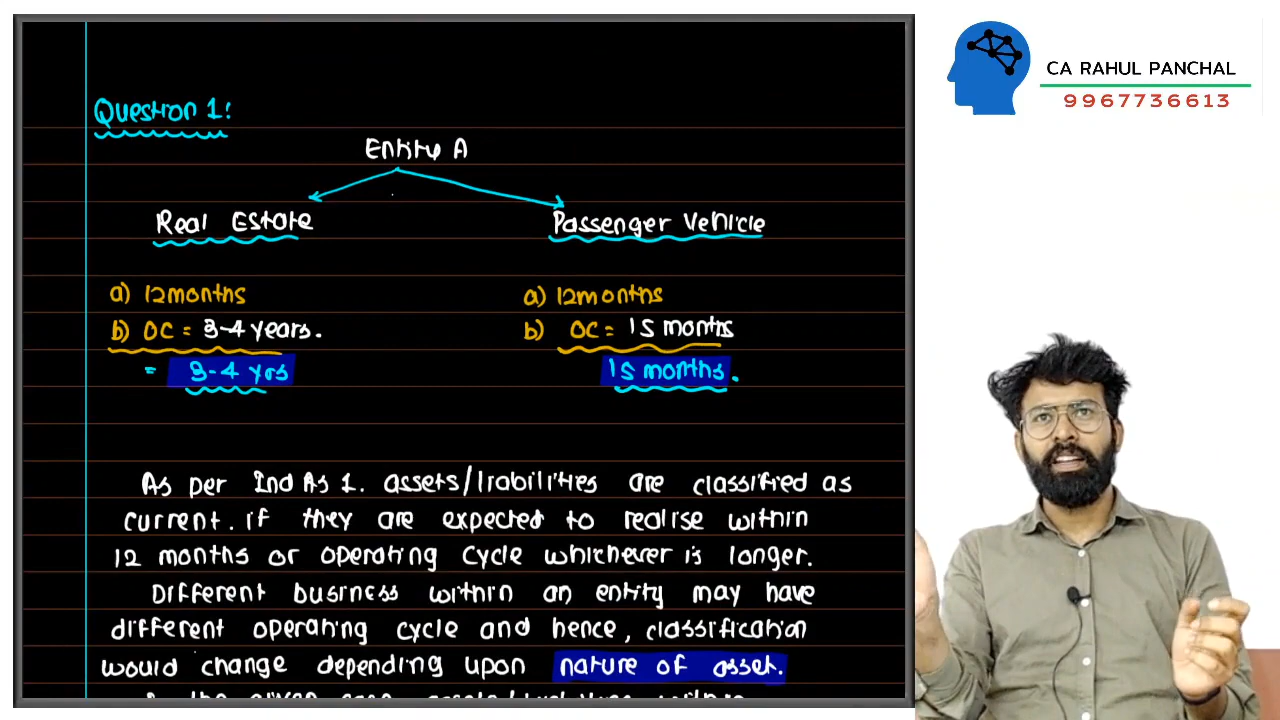 Question 1:
Entity A
Real Estate
Passenger Vehicle
a) 12months
b) OC = 3-4 years.
= 3-4 yrs
a) 12months
b) OC = 15 months
15 months.
As per Ind As 1. assets/liabilities are classified as
current. if they are expected to realise within
12 months or operating cycle whichever is longer.
Different business within an entity may have
different operating cycle and hence, classification
would change depending upon nature of asset.
CA RAHUL PANCHAL
9967736613